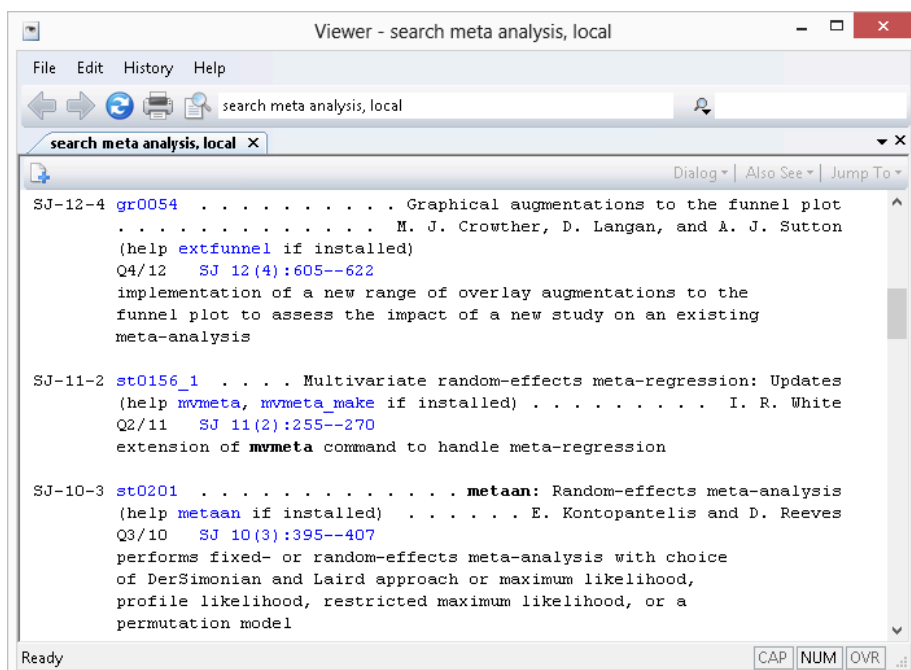 Viewer - search meta analysis, local
File Edit History Help
search meta analysis, local
search meta analysis, local
Dialog Also See Jump To
SJ-12-4 gr0054 . . . . . . . . . . Graphical augmentations to the funnel plot
. . . . . . . . . . . . . M. J. Crowther, D. Langan, and A. J. Sutton
(help extfunnel if installed)
Q4/12 SJ 12(4):605--622
implementation of a new range of overlay augmentations to the
funnel plot to assess the impact of a new study on an existing
meta-analysis
SJ-11-2 st0156_1 . . . . Multivariate random-effects meta-regression: Updates
(help mvmeta, mvmeta_make if installed) . . . . . . . . . I. R. White
Q2/11 SJ 11(2):255--270
extension of mvmeta command to handle meta-regression
SJ-10-3 st0201 . . . . . . . . . . . . . metaan: Random-effects meta-analysis
(help metaan if installed) . . . . . . E. Kontopantelis and D. Reeves
Q3/10 SJ 10(3):395--407
performs fixed- or random-effects meta-analysis with choice
of DerSimonian and Laird approach or maximum likelihood,
profile likelihood, restricted maximum likelihood, or a
permutation model
Ready CAP NUM OVR